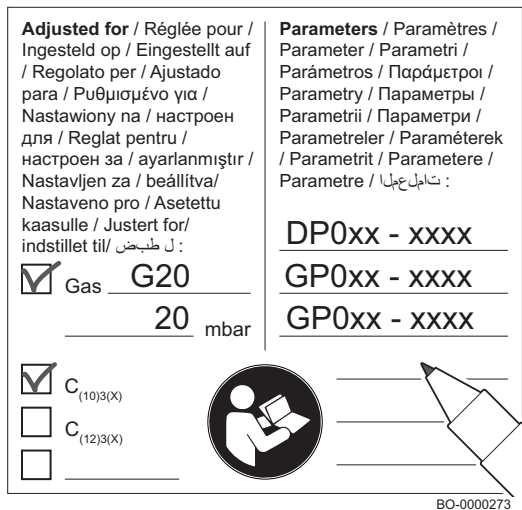 Adjusted for / Réglée pour /
Ingesteld op / Eingestellt auf
/ Regolato per / Ajustado
para / Ρυθμισμένο για /
Nastawiony na / настроен
для / Reglat pentru /
настроен за / ayarlanmıştır /
Nastavljen za / beállítva/
Nastaveno pro / Asetettu
kaasulle / Justert for/
indstillet til/ ل طبض :
Gas G20
20 mbar
C(10)3(X)
C(12)3(X)
Parameters / Paramètres /
Parameter / Parametri /
Parámetros / Παράμετροι /
Parametry / Параметры /
Parametrii / Параметри /
Parametreler / Paraméterek
/ Parametrit / Parametere /
Parametre / تاملعملا :
DP0xx - xxxx
GP0xx - xxxx
GP0xx - xxxx
BO-0000273